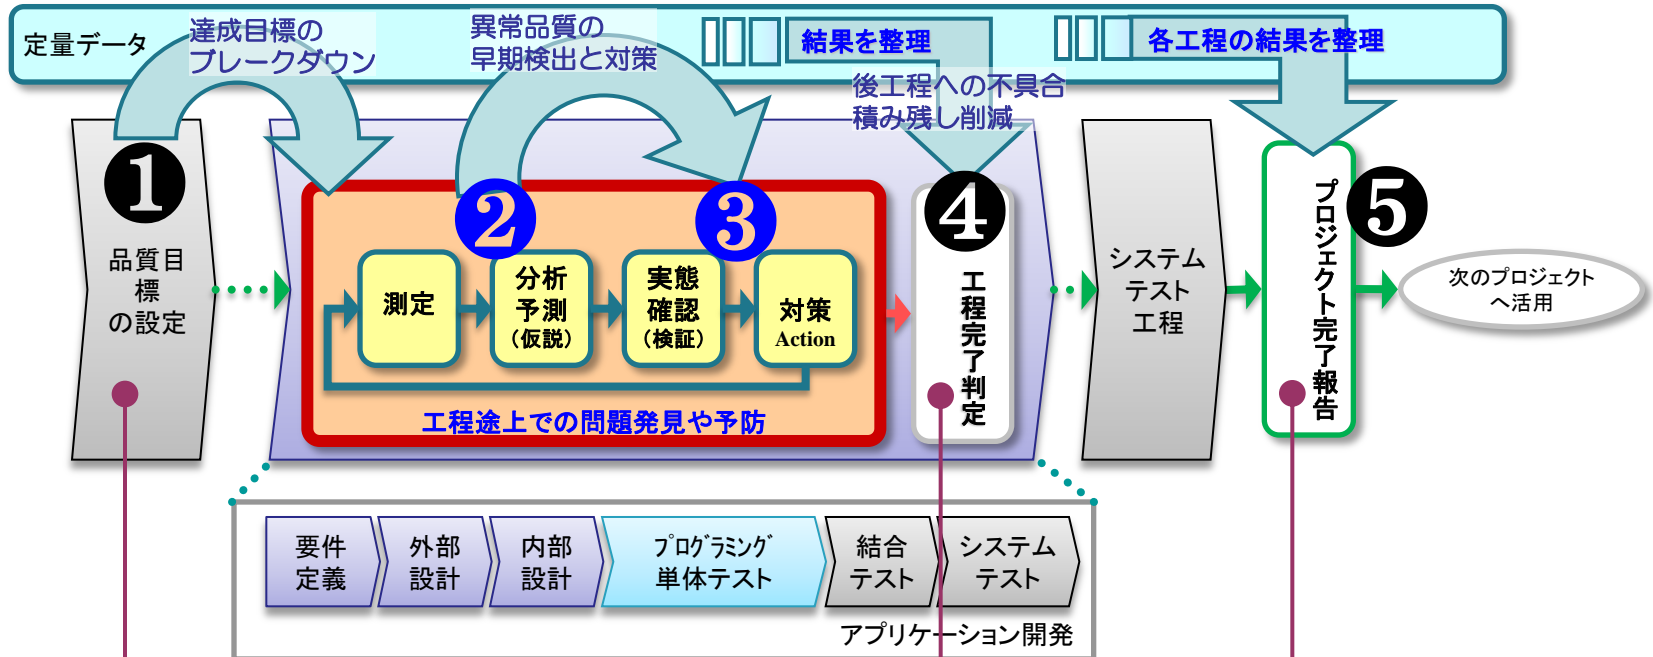 定量データ
達成目標の
ブレークダウン
異常品質の
早期検出と対策
結果を整理
各工程の結果を整理
後工程への不具合
積み残し削減
❶
品質目
標
の設定
❷
❸
測定
分析
予測
(仮説)
実態
確認
(検証)
対策
Action
工程途上での問題発見や予防
❹
工程完了判定
システム
テスト
工程
プロジェクト完了報告
❺
次のプロジェクト
へ活用
要件
定義
外部
設計
内部
設計
ﾌﾟﾛｸﾞﾗﾐﾝｸﾞ
単体テスト
結合
テスト
システム
テスト
アプリケーション開発